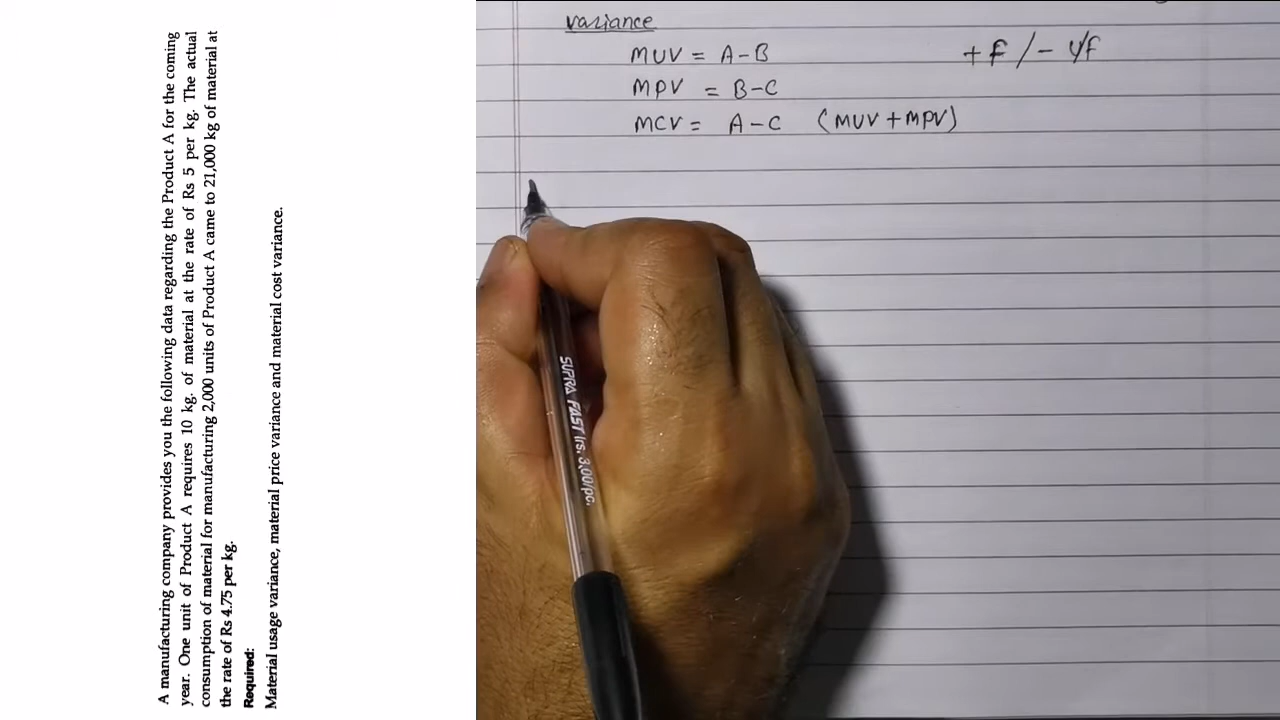 A manufacturing company provides you the following data regarding the Product A for the coming
year. One unit of Product A requires 10 kg. of material at the rate of Rs 5 per kg. The actual
consumption of material for manufacturing 2,000 units of Product A came to 21,000 kg of material at
the rate of Rs 4.75 per kg.
Required:
Material usage variance, material price variance and material cost variance.
variance
MUV = A-B +F/- U/F
MPV = B-C
MCV = A-C (MUV+MPV)
SUPRA FAST Irs. 3.00/pc.